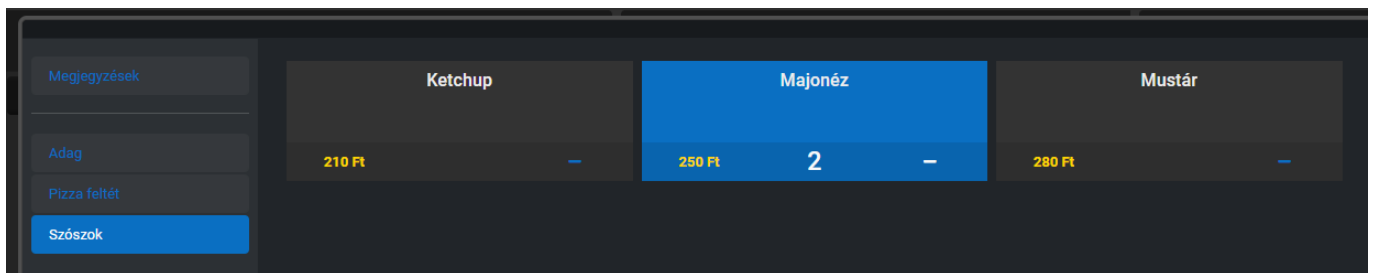 Megjegyzések
Adag
Pizza feltét
Szószok
Ketchup
210 Ft –
Majonéz
250 Ft 2 –
Mustár
280 Ft –